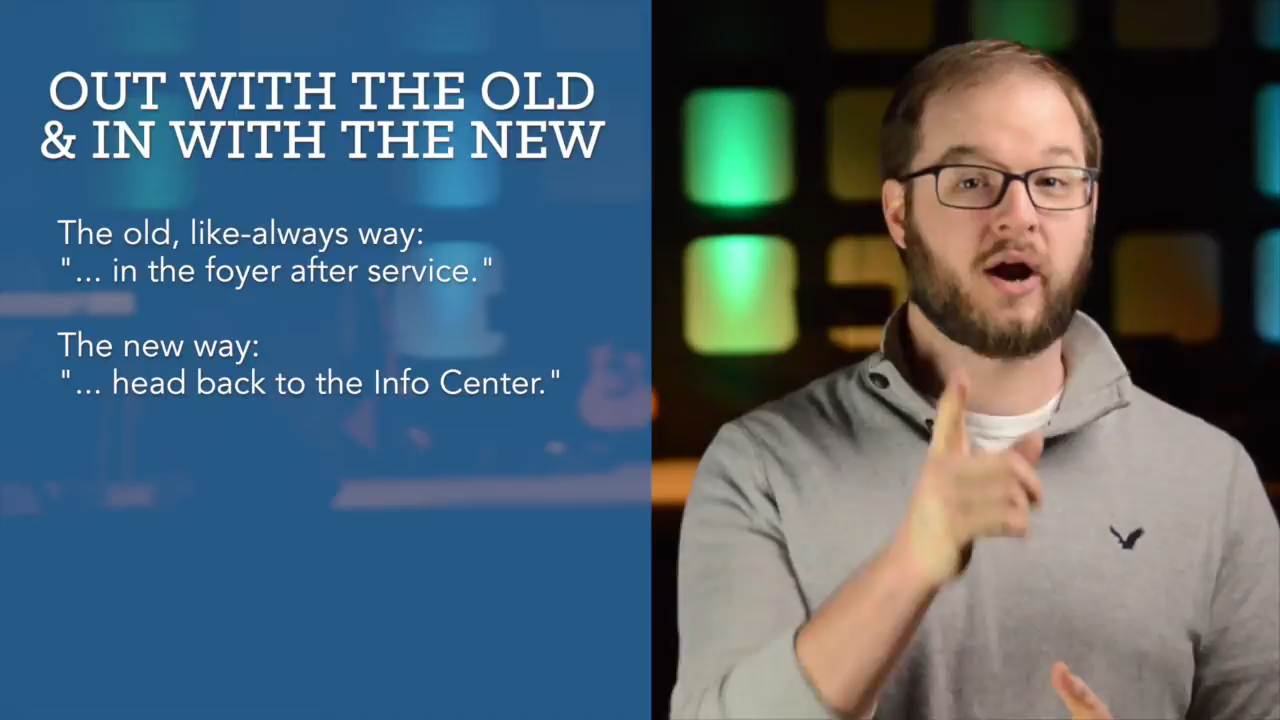 OUT WITH THE OLD
& IN WITH THE NEW
The old, like-always way:
"... in the foyer after service."
The new way:
"... head back to the Info Center."